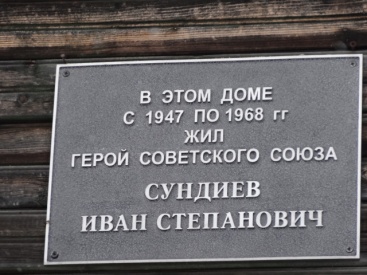 В ЭТОМ ДОМЕ
С 1947 ПО 1968 гг
ЖИЛ
ГЕРОЙ СОВЕТСКОГО СОЮЗА
СУНДИЕВ
ИВАН СТЕПАНОВИЧ